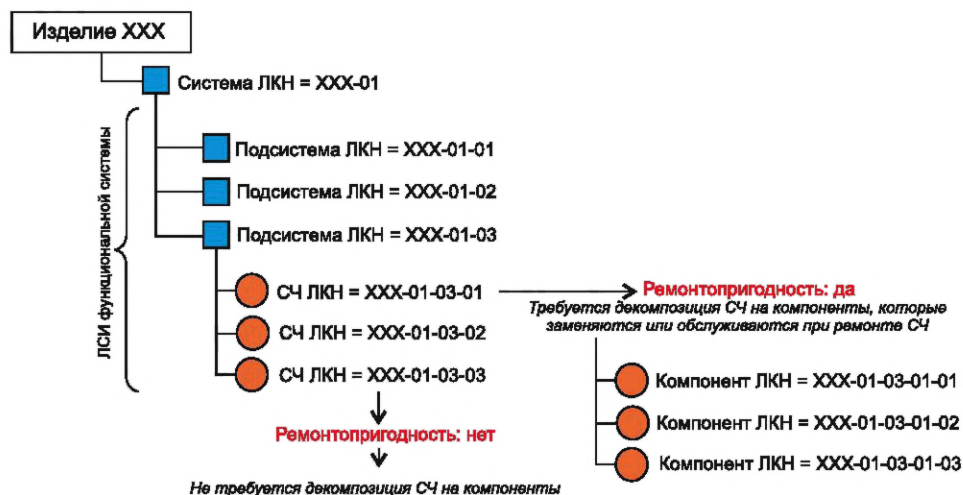 Изделие XXX
Система ЛКН = XXX-01
ЛСИ функциональной системы
Подсистема ЛКН = XXX-01-01
Подсистема ЛКН = XXX-01-02
Подсистема ЛКН = XXX-01-03
СЧ ЛКН = XXX-01-03-01
СЧ ЛКН = XXX-01-03-02
СЧ ЛКН = XXX-01-03-03
Ремонтопригодность: нет
Не требуется декомпозиция СЧ на компоненты
Ремонтопригодность: да
Требуется декомпозиция СЧ на компоненты, которые
заменяются или обслуживаются при ремонте СЧ
Компонент ЛКН = XXX-01-03-01-01
Компонент ЛКН = XXX-01-03-01-02
Компонент ЛКН = XXX-01-03-01-03